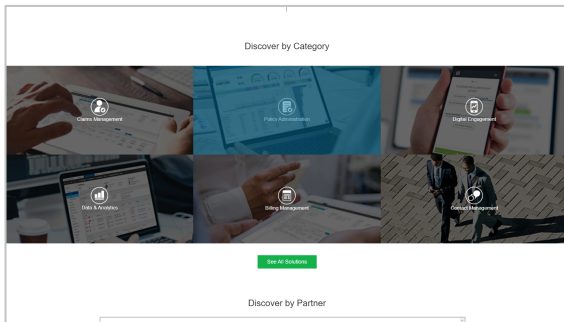 Discover by Category
Claims Management
Policy Administration
Digital Engagement
Data & Analytics
Billing Management
Contact Management
See All Solutions
Discover by Partner